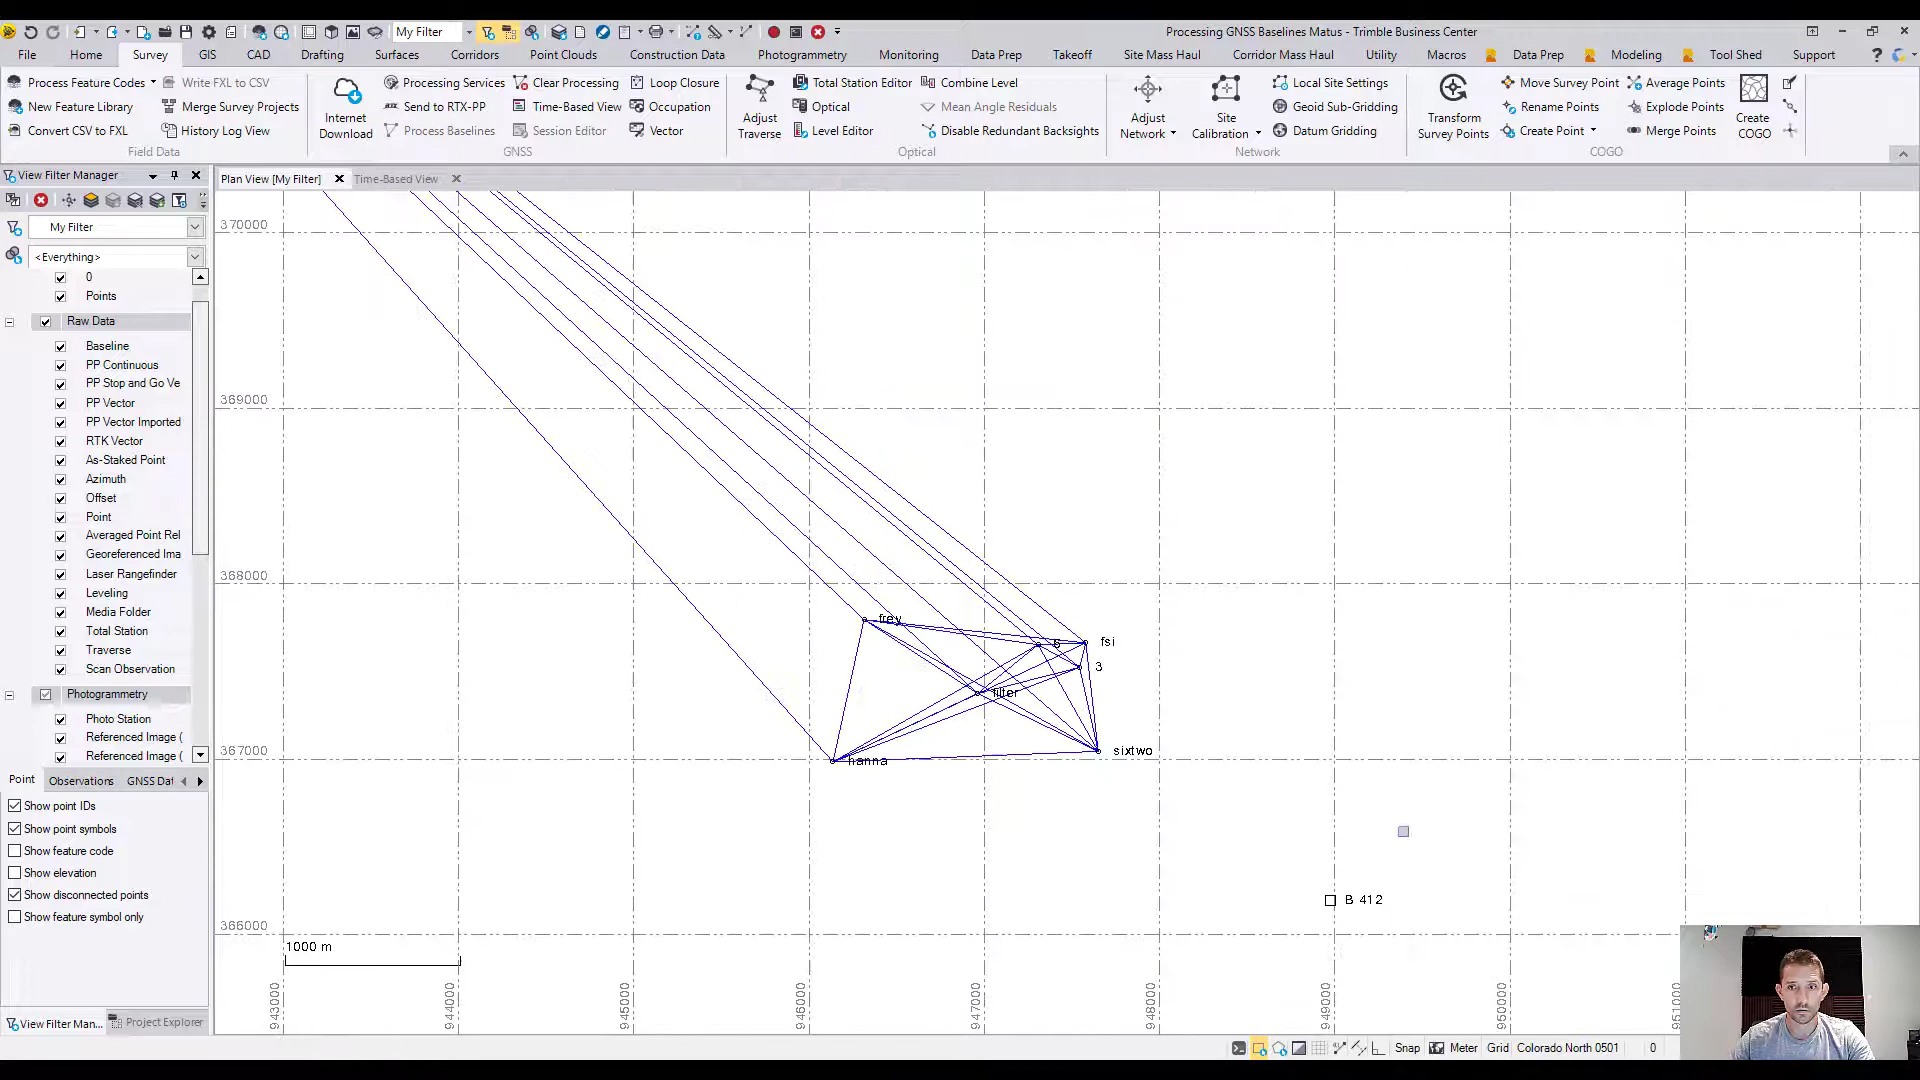 My Filter
Processing GNSS Baselines Matus - Trimble Business Center
File Home Survey GIS CAD Drafting Surfaces Corridors Point Clouds Construction Data Photogrammetry Monitoring Data Prep Takeoff Site Mass Haul Corridor Mass Haul Utility Macros Data Prep Modeling Tool Shed Support
Process Feature Codes Write FXL to CSV Processing Services Clear Processing Loop Closure Total Station Editor Combine Level Local Site Settings Move Survey Point Average Points
New Feature Library Merge Survey Projects Internet Download Send to RTX-PP Time-Based View Occupation Adjust Traverse Optical Mean Angle Residuals Adjust Network Site Calibration Geoid Sub-Gridding Transform Survey Points Rename Points Explode Points Create COGO
Convert CSV to FXL History Log View Process Baselines Session Editor Vector Level Editor Disable Redundant Backsights Datum Gridding Create Point Merge Points
Field Data GNSS Optical Network COGO
View Filter Manager
Plan View [My Filter] Time-Based View
My Filter
<Everything>
0
Points
Raw Data
Baseline
PP Continuous
PP Stop and Go Ve
PP Vector
PP Vector Imported
RTK Vector
As-Staked Point
Azimuth
Offset
Point
Averaged Point Rel
Georeferenced Ima
Laser Rangefinder
Leveling
Media Folder
Total Station
Traverse
Scan Observation
Photogrammetry
Photo Station
Referenced Image (
Referenced Image (
Point Observations GNSS Dat
Show point IDs
Show point symbols
Show feature code
Show elevation
Show disconnected points
Show feature symbol only
View Filter Man... Project Explorer
370000
369000
368000
367000
366000
frey
5
fsi
3
filter
sixtwo
hanna
B 412
1000 m
943000 944000 945000 946000 947000 948000 949000 950000 951000
Snap Meter Grid Colorado North 0501 0